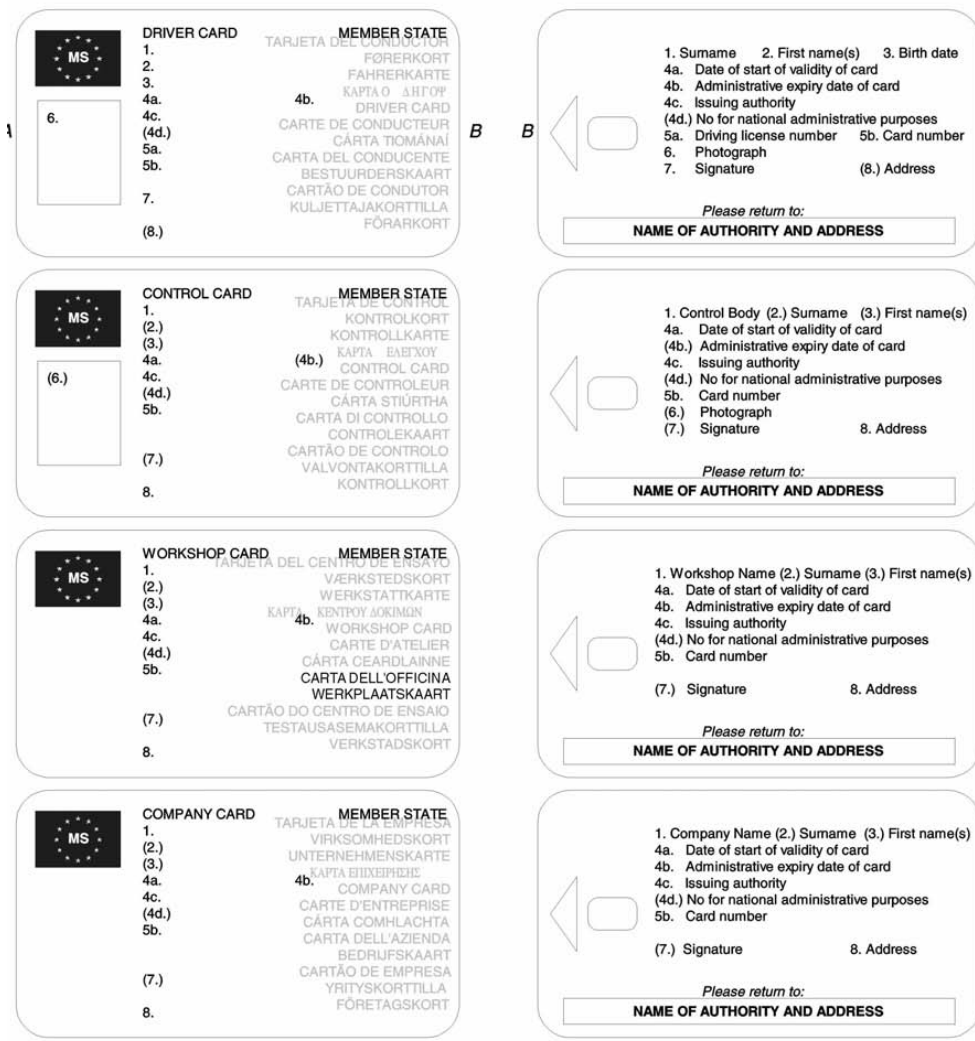 DRIVER CARD MEMBER STATE
MS
TARJETA DEL CONDUCTOR
1.
FØRERKORT
2.
FAHRERKARTE
3.
ΚΑΡΤΑ Ο ΔΗΓΟΨ
4a. 4b.
DRIVER CARD
6.
4c.
CARTE DE CONDUCTEUR
(4d.)
CÁRTA TIOMÁNAÍ
5a.
CARTA DEL CONDUCENTE
5b.
BESTUURDERSKAART
CARTÃO DE CONDUTOR
7.
KULJETTAJAKORTTILLA
FÖRARKORT
(8.)
B
B
1. Surname 2. First name(s) 3. Birth date
4a. Date of start of validity of card
4b. Administrative expiry date of card
4c. Issuing authority
(4d.) No for national administrative purposes
5a. Driving license number 5b. Card number
6. Photograph
7. Signature (8.) Address
Please return to:
NAME OF AUTHORITY AND ADDRESS
CONTROL CARD MEMBER STATE
MS
TARJETA DE CONTROL
1.
KONTROLKORT
(2.)
KONTROLLKARTE
(3.)
ΚΑΡΤΑ ΕΛΕΓΧΟΥ
4a. (4b.)
CONTROL CARD
(6.)
4c.
CARTE DE CONTROLEUR
(4d.)
CÁRTA STIÚRTHA
5b.
CARTA DI CONTROLLO
CONTROLEKAART
CARTÃO DE CONTROLO
(7.)
VALVONTAKORTTILLA
KONTROLLKORT
8.
1. Control Body (2.) Surname (3.) First name(s)
4a. Date of start of validity of card
(4b.) Administrative expiry date of card
4c. Issuing authority
(4d.) No for national administrative purposes
5b. Card number
(6.) Photograph
(7.) Signature 8. Address
Please return to:
NAME OF AUTHORITY AND ADDRESS
WORKSHOP CARD MEMBER STATE
MS
TARJETA DEL CENTRO DE ENSAYO
1.
VÆRKSTEDSKORT
(2.)
WERKSTATTKARTE
(3.)
ΚΑΡΤΑ ΚΕΝΤΡΟΥ ΔΟΚΙΜΩΝ
4a. 4b.
WORKSHOP CARD
4c.
CARTE D'ATELIER
(4d.)
CÁRTA CEARDLAINNE
5b.
CARTA DELL'OFFICINA
WERKPLAATSKAART
CARTÃO DO CENTRO DE ENSAIO
(7.)
TESTAUSASEMAKORTTILLA
VERKSTADSKORT
8.
1. Workshop Name (2.) Surname (3.) First name(s)
4a. Date of start of validity of card
4b. Administrative expiry date of card
4c. Issuing authority
(4d.) No for national administrative purposes
5b. Card number
(7.) Signature 8. Address
Please return to:
NAME OF AUTHORITY AND ADDRESS
COMPANY CARD MEMBER STATE
MS
TARJETA DE LA EMPRESA
1.
VIRKSOMHEDSKORT
(2.)
UNTERNEHMENSKARTE
(3.)
ΚΑΡΤΑ ΕΠΙΧΕΙΡΗΣΗΣ
4a. 4b.
COMPANY CARD
4c.
CARTE D'ENTREPRISE
(4d.)
CÁRTA COMHLACHTA
5b.
CARTA DELL'AZIENDA
BEDRIJFSKAART
CARTÃO DE EMPRESA
(7.)
YRITYSKORTTILLA
FÖRETAGSKORT
8.
1. Company Name (2.) Surname (3.) First name(s)
4a. Date of start of validity of card
4b. Administrative expiry date of card
4c. Issuing authority
(4d.) No for national administrative purposes
5b. Card number
(7.) Signature 8. Address
Please return to:
NAME OF AUTHORITY AND ADDRESS